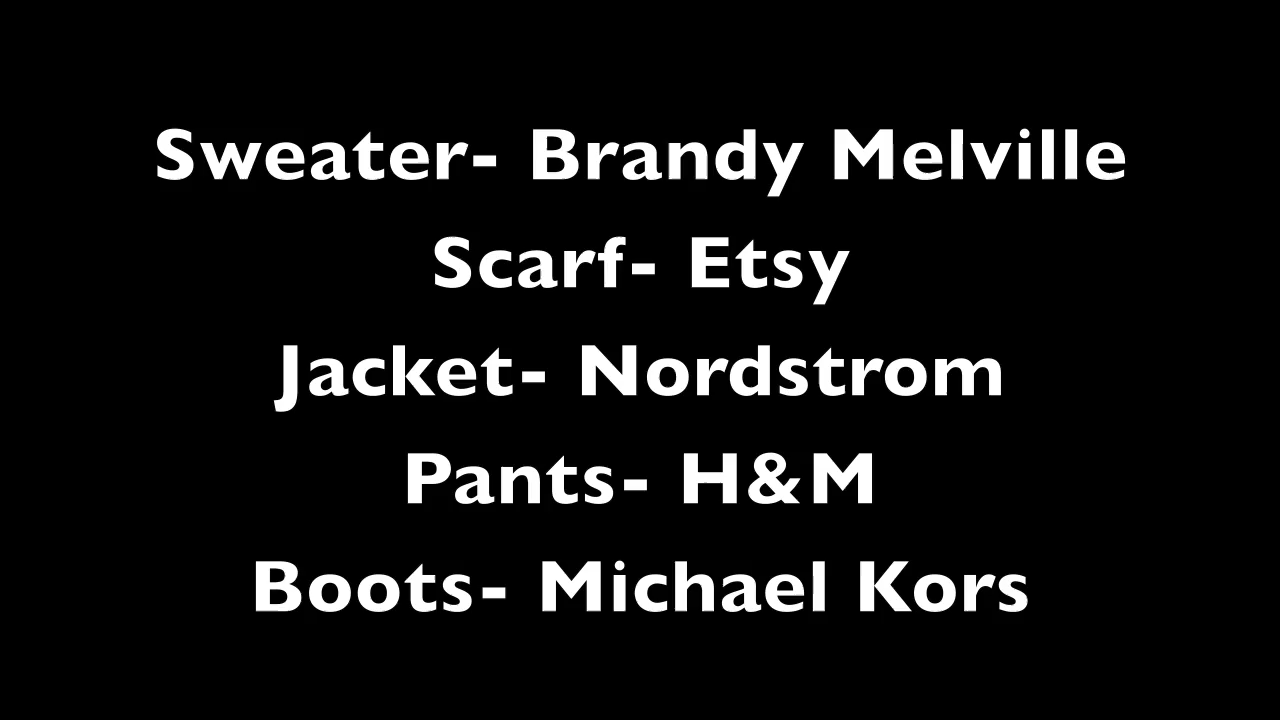 Sweater- Brandy Melville
Scarf- Etsy
Jacket- Nordstrom
Pants- H&M
Boots- Michael Kors